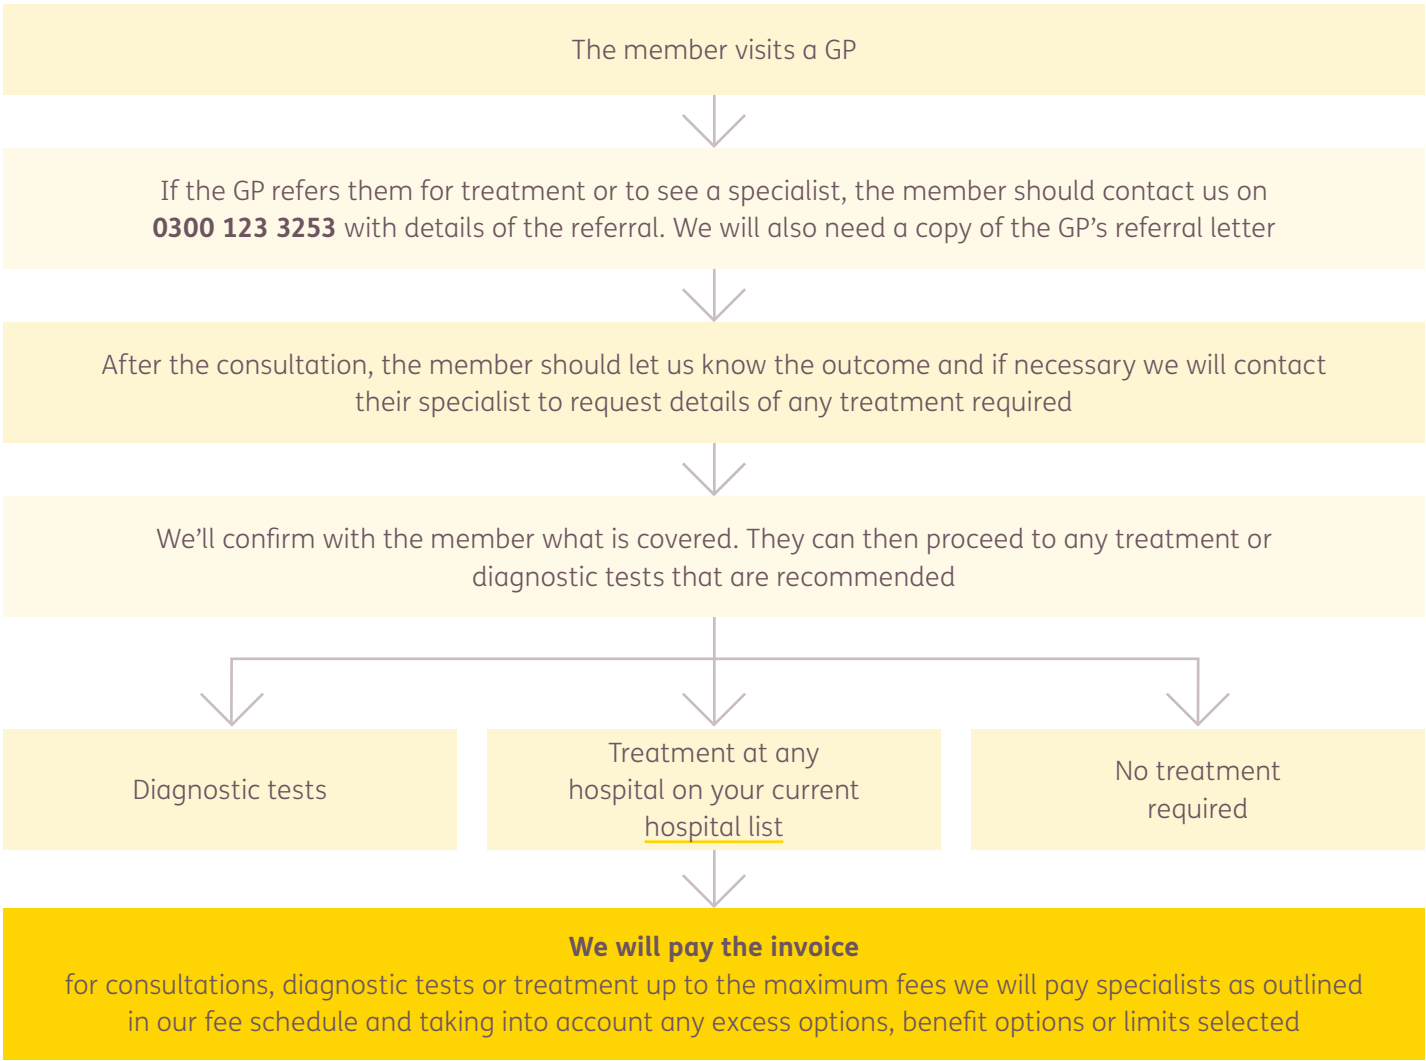 The member visits a GP
If the GP refers them for treatment or to see a specialist, the member should contact us on
0300 123 3253 with details of the referral. We will also need a copy of the GP’s referral letter
After the consultation, the member should let us know the outcome and if necessary we will contact
their specialist to request details of any treatment required
We’ll confirm with the member what is covered. They can then proceed to any treatment or
diagnostic tests that are recommended
Diagnostic tests
Treatment at any
hospital on your current
hospital list
No treatment
required
We will pay the invoice
for consultations, diagnostic tests or treatment up to the maximum fees we will pay specialists as outlined
in our fee schedule and taking into account any excess options, benefit options or limits selected